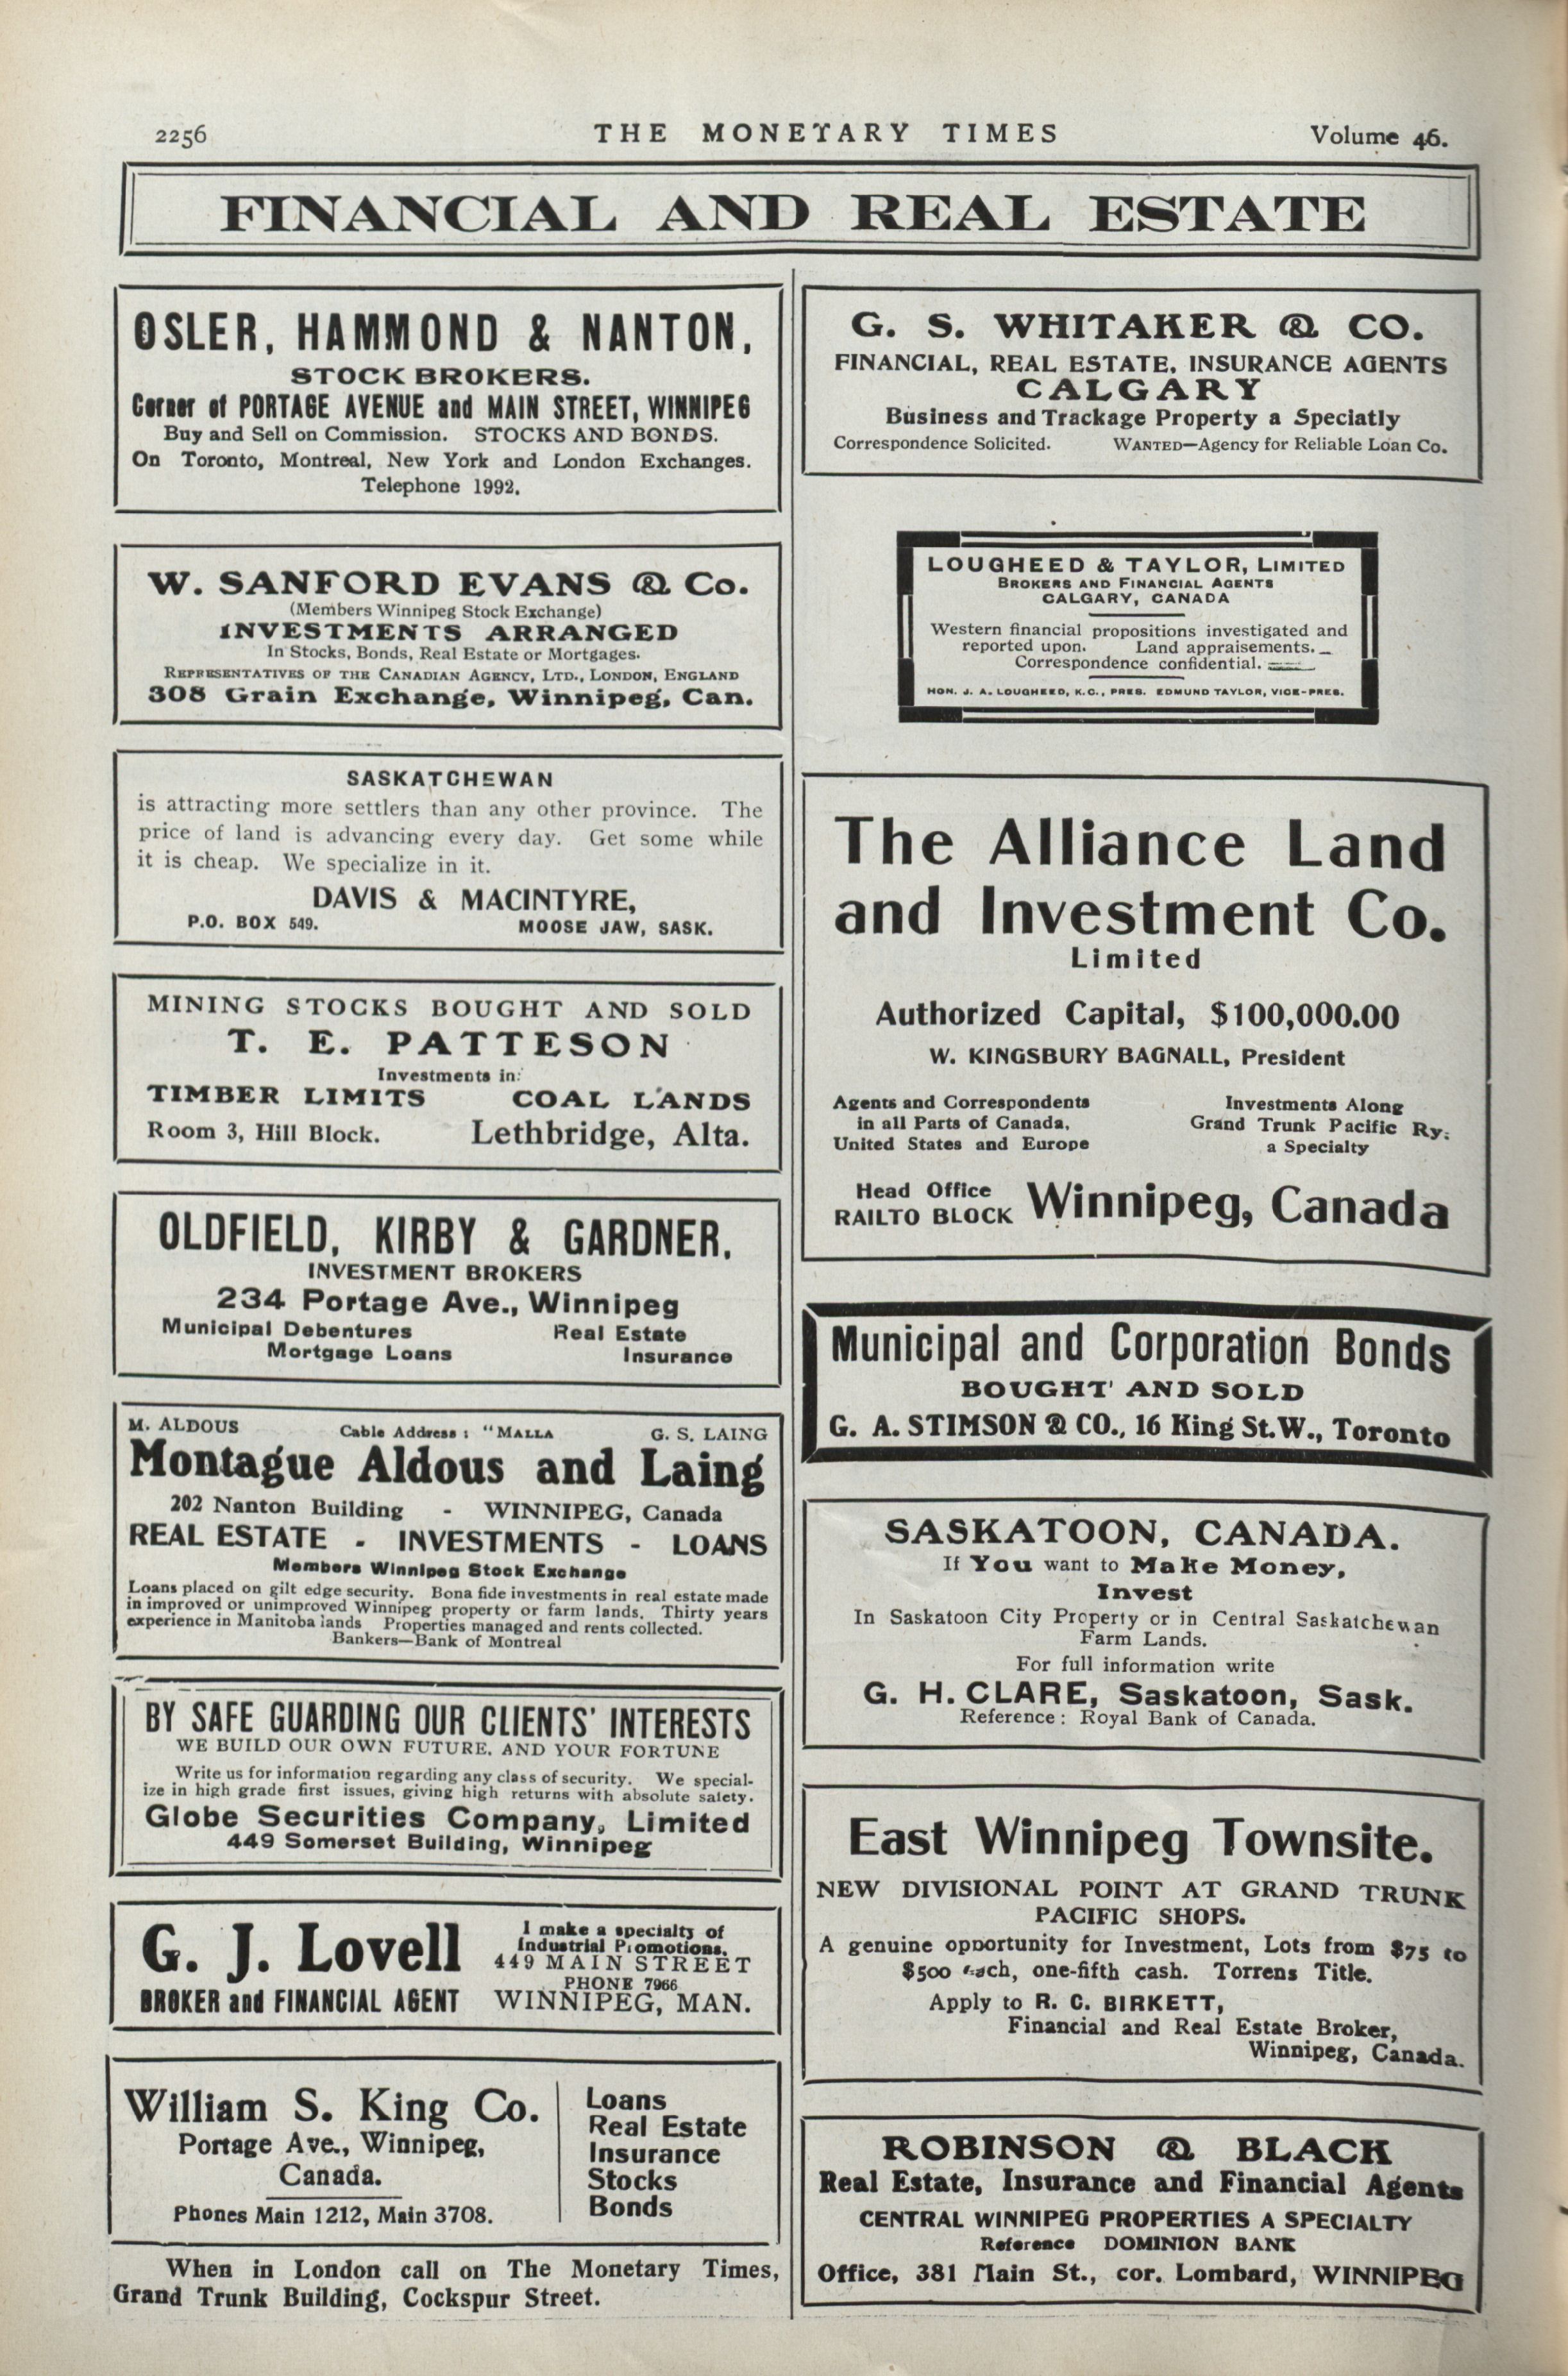 2256
THE MONETARY TIMES
Volume 46.
FINANCIAL AND REAL ESTATE
OSLER, HAMMOND & NANTON,
STOCK BROKERS.
Corner of PORTAGE AVENUE and MAIN STREET, WINNIPEG
Buy and Sell on Commission. STOCKS AND BONDS.
On Toronto, Montreal, New York and London Exchanges.
Telephone 1992.
W. SANFORD EVANS & Co.
(Members Winnipeg Stock Exchange)
INVESTMENTS ARRANGED
In Stocks, Bonds, Real Estate or Mortgages.
REPRESENTATIVES OF THE CANADIAN AGENCY, LTD., LONDON, ENGLAND
308 Grain Exchange, Winnipeg, Can.
SASKATCHEWAN
is attracting more settlers than any other province. The
price of land is advancing every day. Get some while
it is cheap. We specialize in it.
DAVIS & MACINTYRE,
P.O. BOX 549. MOOSE JAW, SASK.
MINING STOCKS BOUGHT AND SOLD
T. E. PATTESON
Investments in:
TIMBER LIMITS COAL LANDS
Room 3, Hill Block. Lethbridge, Alta.
OLDFIELD, KIRBY & GARDNER,
INVESTMENT BROKERS
234 Portage Ave., Winnipeg
Municipal Debentures Real Estate
Mortgage Loans Insurance
M. ALDOUS Cable Address: "MALLA G. S. LAING
Montague Aldous and Laing
202 Nanton Building - WINNIPEG, Canada
REAL ESTATE - INVESTMENTS - LOANS
Members Winnipeg Stock Exchange
Loans placed on gilt edge security. Bona fide investments in real estate made
in improved or unimproved Winnipeg property or farm lands. Thirty years
experience in Manitoba lands Properties managed and rents collected.
Bankers—Bank of Montreal
BY SAFE GUARDING OUR CLIENTS' INTERESTS
WE BUILD OUR OWN FUTURE, AND YOUR FORTUNE
Write us for information regarding any class of security. We special-
ize in high grade first issues, giving high returns with absolute safety.
Globe Securities Company, Limited
449 Somerset Building, Winnipeg
G. J. Lovell
BROKER and FINANCIAL AGENT
I make a specialty of
Industrial Promotions.
449 MAIN STREET
PHONE 7966
WINNIPEG, MAN.
William S. King Co.
Portage Ave., Winnipeg,
Canada.
Phones Main 1212, Main 3708.
Loans
Real Estate
Insurance
Stocks
Bonds
When in London call on The Monetary Times,
Grand Trunk Building, Cockspur Street.
G. S. WHITAKER & CO.
FINANCIAL, REAL ESTATE, INSURANCE AGENTS
CALGARY
Business and Trackage Property a Speciatly
Correspondence Solicited. WANTED—Agency for Reliable Loan Co.
LOUGHEED & TAYLOR, LIMITED
BROKERS AND FINANCIAL AGENTS
CALGARY, CANADA
Western financial propositions investigated and
reported upon. Land appraisements.
Correspondence confidential.
HON. J. A. LOUGHEED, K.C., PRES. EDMUND TAYLOR, VICE-PRES.
The Alliance Land
and Investment Co.
Limited
Authorized Capital, $100,000.00
W. KINGSBURY BAGNALL, President
Agents and Correspondents
in all Parts of Canada,
United States and Europe
Investments Along
Grand Trunk Pacific Ry.
a Specialty
Head Office
RAILTO BLOCK
Winnipeg, Canada
Municipal and Corporation Bonds
BOUGHT AND SOLD
G. A. STIMSON & CO., 16 King St. W., Toronto
SASKATOON, CANADA.
If You want to Make Money,
Invest
In Saskatoon City Property or in Central Saskatchewan
Farm Lands.
For full information write
G. H. CLARE, Saskatoon, Sask.
Reference: Royal Bank of Canada.
East Winnipeg Townsite.
NEW DIVISIONAL POINT AT GRAND TRUNK
PACIFIC SHOPS.
A genuine opportunity for Investment, Lots from $75 to
$500 each, one-fifth cash. Torrens Title.
Apply to R. C. BIRKETT,
Financial and Real Estate Broker,
Winnipeg, Canada.
ROBINSON & BLACK
Real Estate, Insurance and Financial Agents
CENTRAL WINNIPEG PROPERTIES A SPECIALTY
Reference DOMINION BANK
Office, 381 Main St., cor. Lombard, WINNIPEG